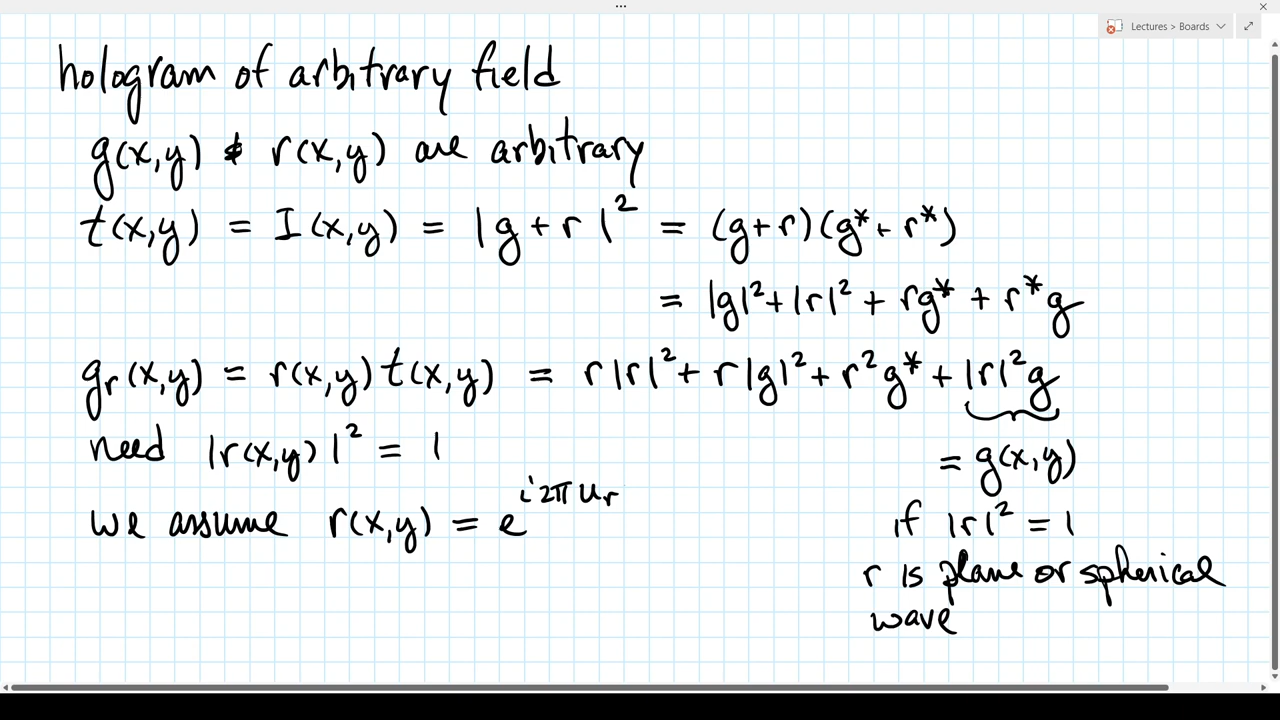 ...
Lectures > Boards
hologram of arbitrary field
g(x,y) & r(x,y) are arbitrary
t(x,y) = I(x,y) = |g + r|² = (g+r)(g* + r*)
= |g|² + |r|² + rg* + r*g
gᵣ(x,y) = r(x,y) t(x,y) = r|r|² + r|g|² + r²g* + |r|²g
need |r(x,y)|² = 1
= g(x,y)
we assume r(x,y) = e^{i2πuᵣ}
if |r|² = 1
r is plane or spherical
wave